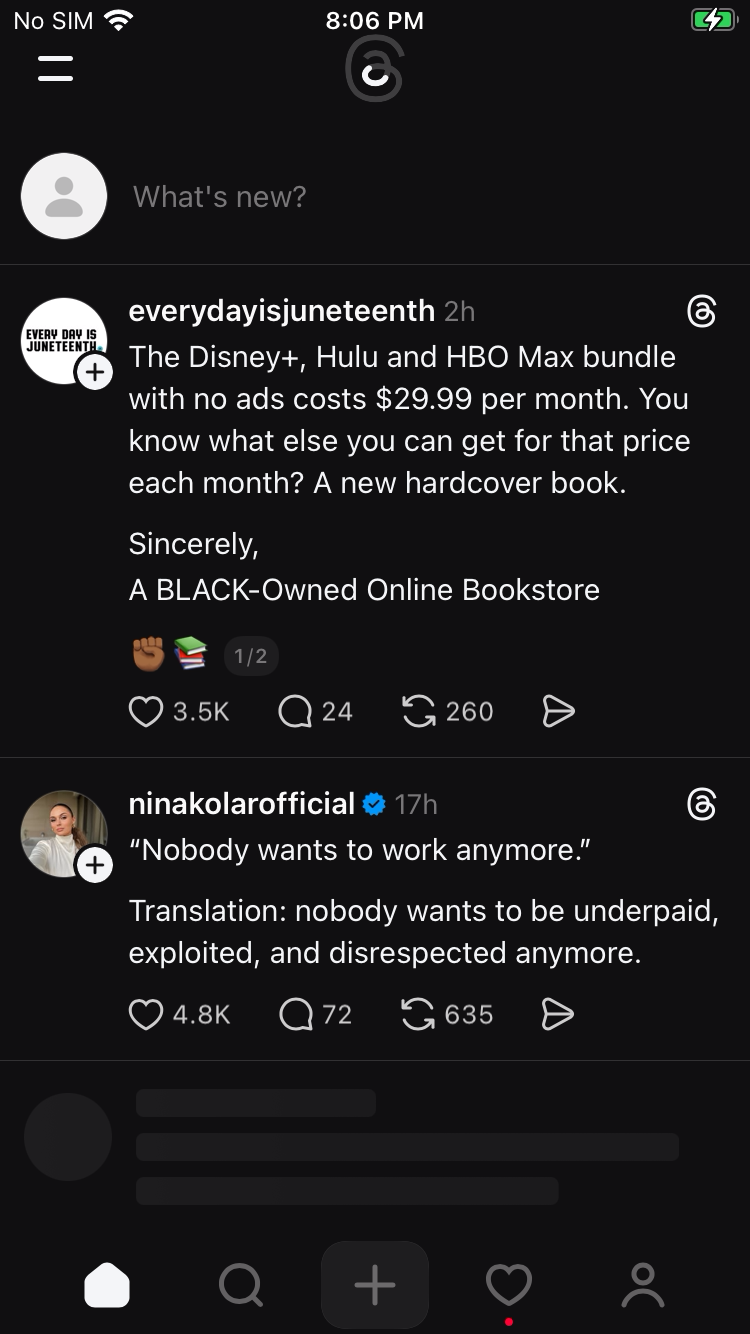 No SIM 8:06 PM
What's new?
EVERY DAY IS
JUNETEENTH.
everydayisjuneteenth 2h
The Disney+, Hulu and HBO Max bundle
with no ads costs $29.99 per month. You
know what else you can get for that price
each month? A new hardcover book.
Sincerely,
A BLACK-Owned Online Bookstore
✊🏾📚 1/2
3.5K 24 260
ninakolarofficial 17h
“Nobody wants to work anymore.”
Translation: nobody wants to be underpaid,
exploited, and disrespected anymore.
4.8K 72 635